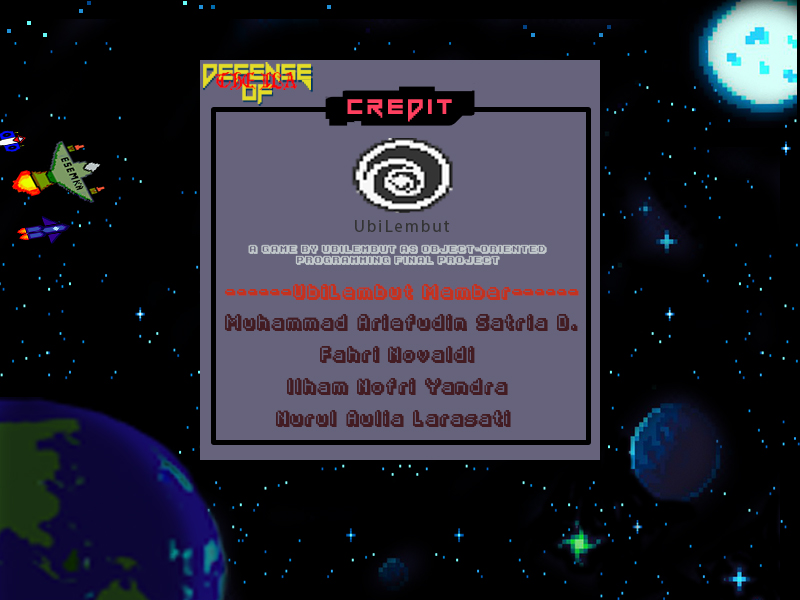 DEFENSE
OF
CREDIT
ESEMKA
UbiLembut
A GAME BY UBILEMBUT AS OBJECT-ORIENTED
PROGRAMMING FINAL PROJECT
------UbiLembut Member------
Muhammad Ariefudin Satria D.
Fahri Novaldi
Ilham Nofri Yandra
Nurul Aulia Larasati